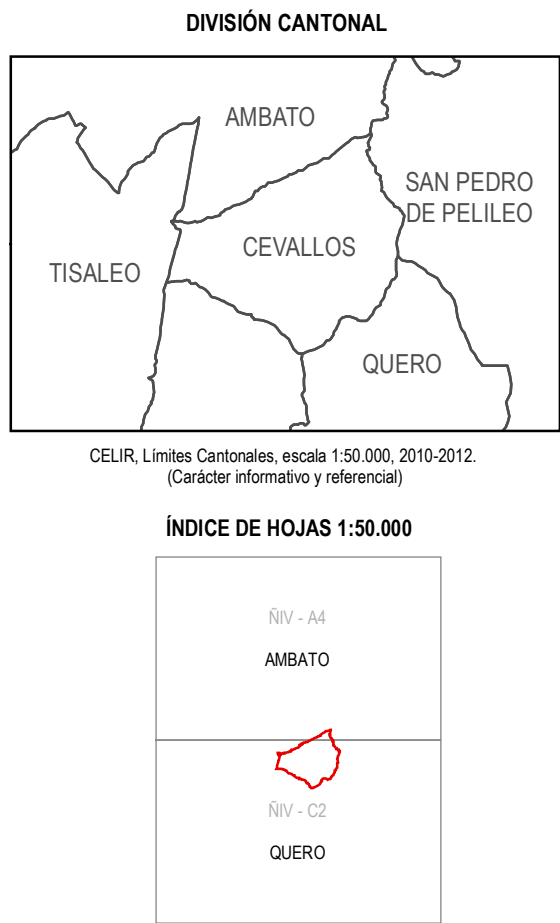 DIVISIÓN CANTONAL
AMBATO
SAN PEDRO
DE PELILEO
CEVALLOS
TISALEO
QUERO
CELIR, Límites Cantonales, escala 1:50.000, 2010-2012.
(Carácter informativo y referencial)
ÍNDICE DE HOJAS 1:50.000
ÑIV - A4
AMBATO
ÑIV - C2
QUERO